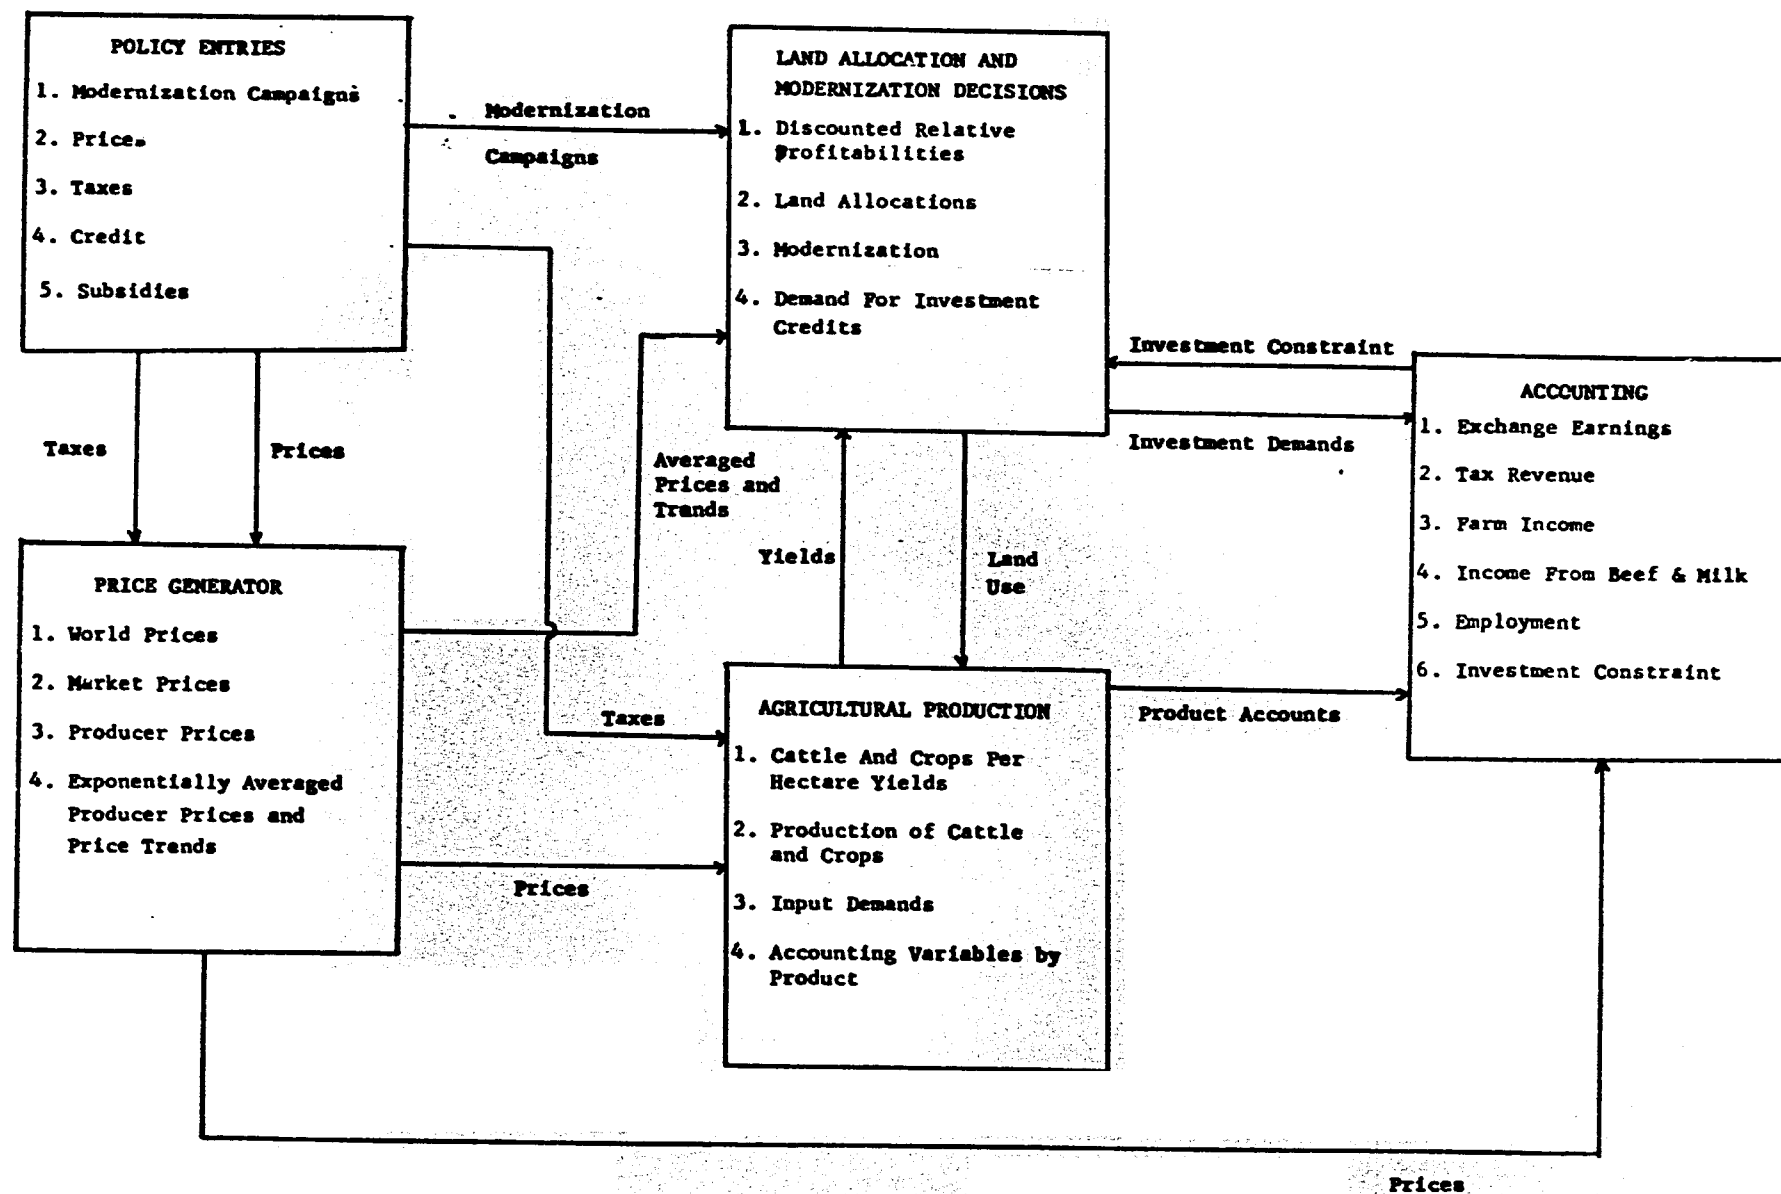 POLICY ENTRIES
1. Modernization Campaigns
2. Prices
3. Taxes
4. Credit
5. Subsidies
Modernization
Campaigns
LAND ALLOCATION AND
MODERNIZATION DECISIONS
1. Discounted Relative
Profitabilities
2. Land Allocations
3. Modernization
4. Demand For Investment
Credits
Investment Constraint
Investment Demands
ACCOUNTING
1. Exchange Earnings
2. Tax Revenue
3. Farm Income
4. Income From Beef & Milk
5. Employment
6. Investment Constraint
Taxes
Prices
Averaged
Prices and
Trands
Yields
Land
Use
PRICE GENERATOR
1. World Prices
2. Market Prices
3. Producer Prices
4. Exponentially Averaged
Producer Prices and
Price Trends
Taxes
Prices
AGRICULTURAL PRODUCTION
1. Cattle And Crops Per
Hectare Yields
2. Production of Cattle
and Crops
3. Input Demands
4. Accounting Variables by
Product
Product Accounts
Prices